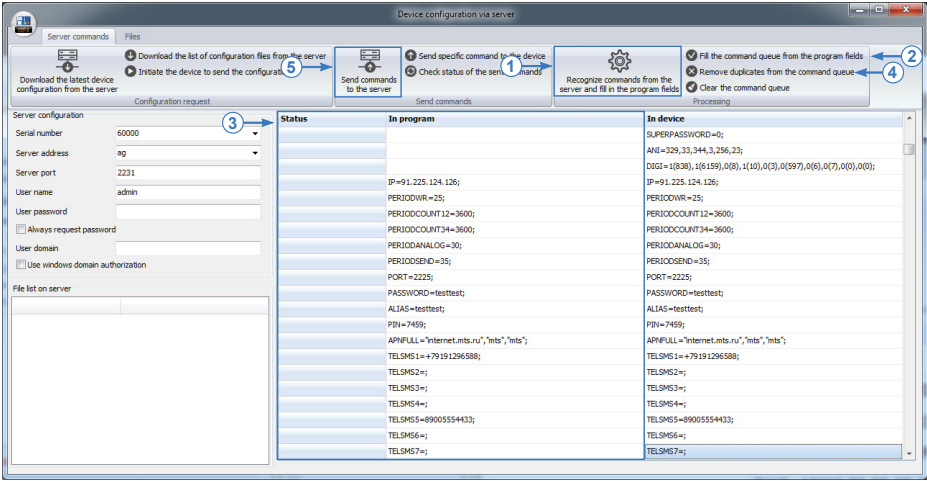 Device configuration via server
Server commands
Files
Download the latest device
configuration from the server
Download the list of configuration files from the server
Initiate the device to send the configurat
Configuration request
5
Send commands
to the server
Send specific command to the device
Check status of the sent commands
Send commands
1
Recognize commands from the
server and fill in the program fields
Fill the command queue from the program fields
Remove duplicates from the command queue
Clear the command queue
Processing
2
4
Server configuration
Serial number 60000
Server address ag
Server port 2231
User name admin
User password
Always request password
User domain
Use windows domain authorization
File list on server
3
Status In program In device
SUPERPASSWORD=0;
ANI=329,33,344,3,256,23;
DIGI=1(838),1(6159),0(8),1(10),0(3),0(597),0(6),0(7),0(0),0(0);
IP=91.225.124.126; IP=91.225.124.126;
PERIODWR=25; PERIODWR=25;
PERIODCOUNT12=3600; PERIODCOUNT12=3600;
PERIODCOUNT34=3600; PERIODCOUNT34=3600;
PERIODANALOG=30; PERIODANALOG=30;
PERIODSEND=35; PERIODSEND=35;
PORT=2225; PORT=2225;
PASSWORD=testtest; PASSWORD=testtest;
ALIAS=testtest; ALIAS=testtest;
PIN=7459; PIN=7459;
APNFULL="internet.mts.ru","mts","mts"; APNFULL="internet.mts.ru","mts","mts";
TELSMS1=+79191296588; TELSMS1=+79191296588;
TELSMS2=; TELSMS2=;
TELSMS3=; TELSMS3=;
TELSMS4=; TELSMS4=;
TELSMS5=89005554433; TELSMS5=89005554433;
TELSMS6=; TELSMS6=;
TELSMS7=; TELSMS7=;